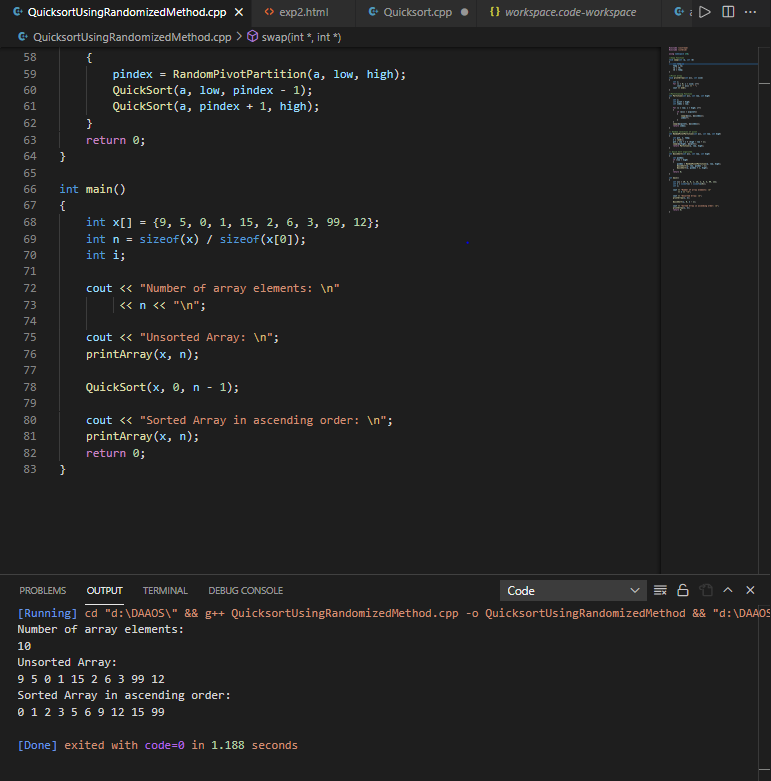 QuicksortUsingRandomizedMethod.cpp exp2.html Quicksort.cpp workspace.code-workspace
QuicksortUsingRandomizedMethod.cpp > swap(int *, int *)
58 {
59 pindex = RandomPivotPartition(a, low, high);
60 QuickSort(a, low, pindex - 1);
61 QuickSort(a, pindex + 1, high);
62 }
63 return 0;
64 }
65
66 int main()
67 {
68 int x[] = {9, 5, 0, 1, 15, 2, 6, 3, 99, 12};
69 int n = sizeof(x) / sizeof(x[0]);
70 int i;
71
72 cout << "Number of array elements: \n"
73 << n << "\n";
74
75 cout << "Unsorted Array: \n";
76 printArray(x, n);
77
78 QuickSort(x, 0, n - 1);
79
80 cout << "Sorted Array in ascending order: \n";
81 printArray(x, n);
82 return 0;
83 }
PROBLEMS OUTPUT TERMINAL DEBUG CONSOLE Code
[Running] cd "d:\DAAOS\" && g++ QuicksortUsingRandomizedMethod.cpp -o QuicksortUsingRandomizedMethod && "d:\DAAOS
Number of array elements:
10
Unsorted Array:
9 5 0 1 15 2 6 3 99 12
Sorted Array in ascending order:
0 1 2 3 5 6 9 12 15 99
[Done] exited with code=0 in 1.188 seconds